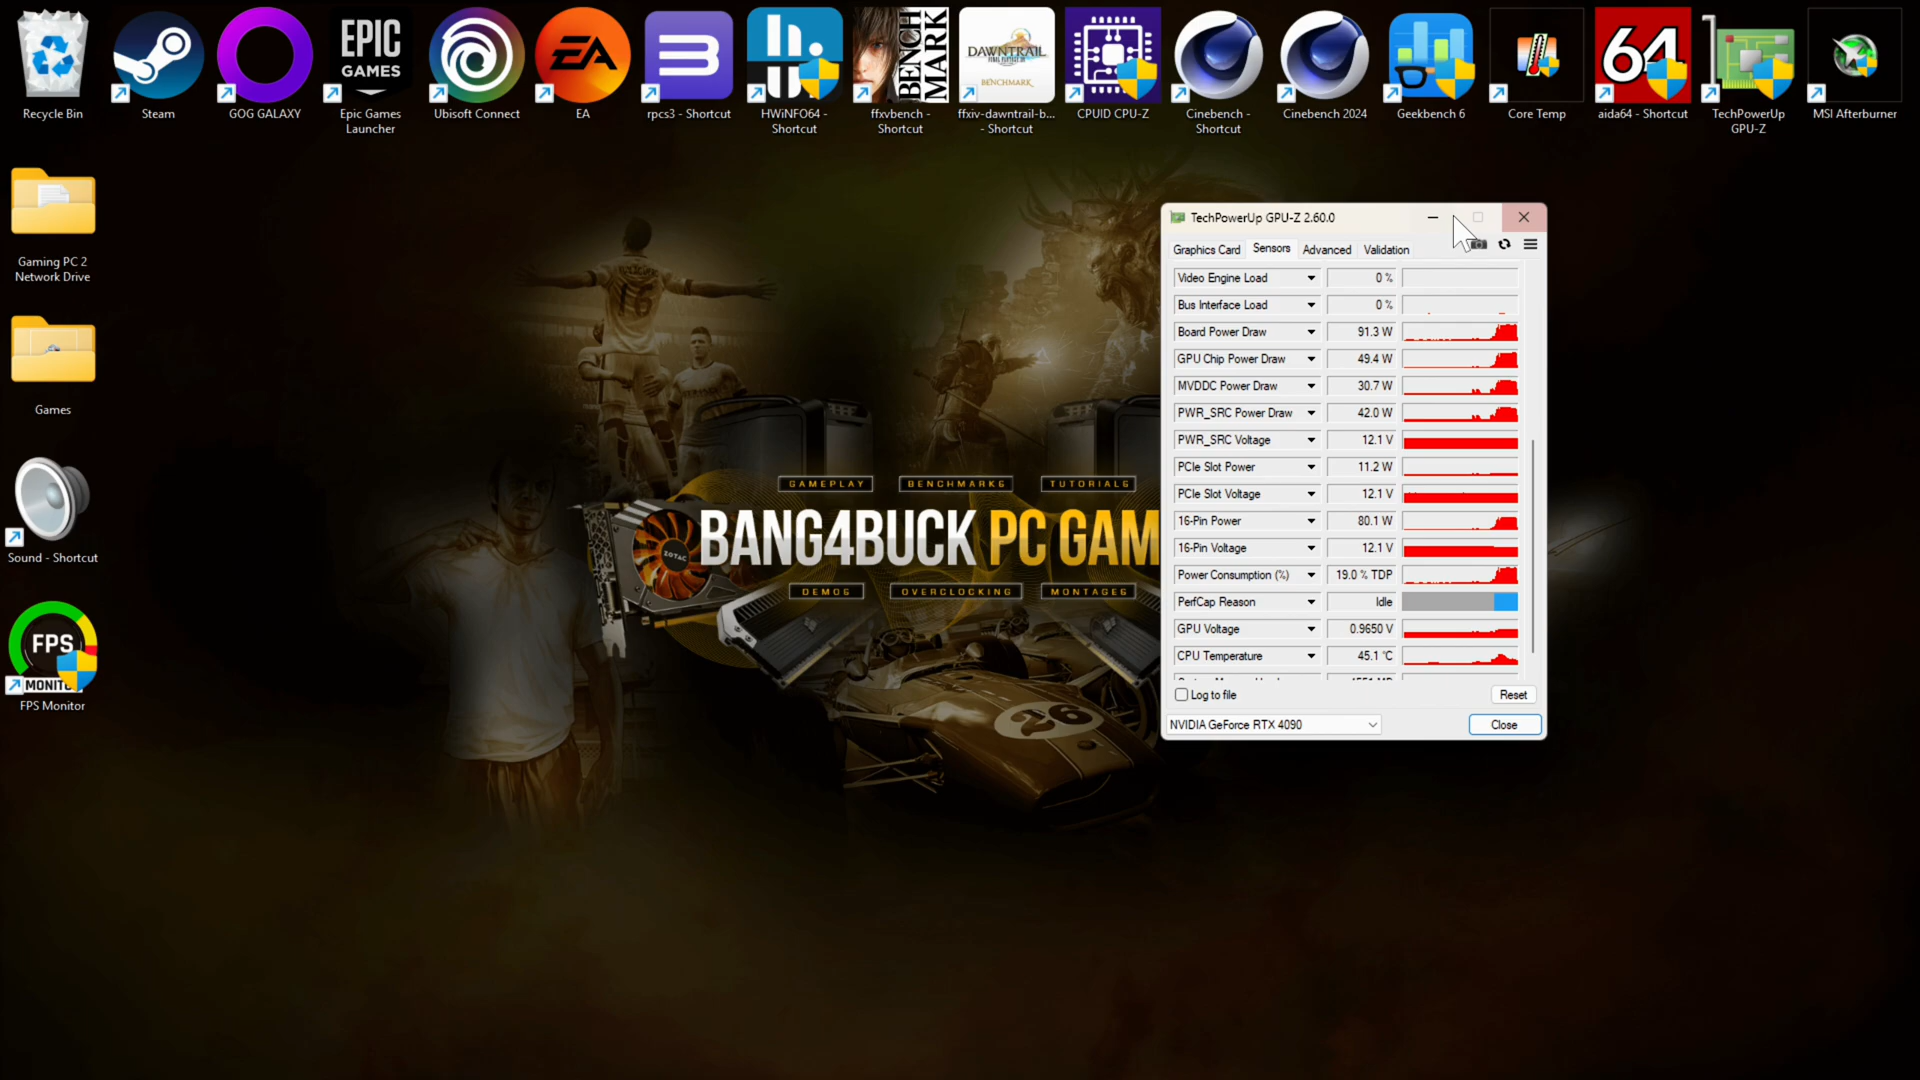 Recycle Bin
Steam
GOG GALAXY
EPIC
GAMES
Epic Games
Launcher
Ubisoft Connect
EA
EA
rpcs3 - Shortcut
HWiNFO64 -
Shortcut
BENCH
MARK
ffxvbench -
Shortcut
DAWNTRAIL
BENCHMARK
ffxiv-dawntrail-b...
- Shortcut
CPUID CPU-Z
Cinebench -
Shortcut
Cinebench 2024
Geekbench 6
Core Temp
64
aida64 - Shortcut
TechPowerUp
GPU-Z
MSI Afterburner
Gaming PC 2
Network Drive
Games
Sound - Shortcut
FPS
MONITO
FPS Monitor
16
GAMEPLAY
BENCHMARKS
TUTORIALS
ZOTAC
BANG4BUCK PC GAM
DEMOS
OVERCLOCKING
MONTAGES
26
TechPowerUp GPU-Z 2.60.0
Graphics Card
Sensors
Advanced
Validation
Video Engine Load 0 %
Bus Interface Load 0 %
Board Power Draw 91.3 W
GPU Chip Power Draw 49.4 W
MVDDC Power Draw 30.7 W
PWR_SRC Power Draw 42.0 W
PWR_SRC Voltage 12.1 V
PCIe Slot Power 11.2 W
PCIe Slot Voltage 12.1 V
16-Pin Power 80.1 W
16-Pin Voltage 12.1 V
Power Consumption (%) 19.0 % TDP
PerfCap Reason Idle
GPU Voltage 0.9650 V
CPU Temperature 45.1 °C
Log to file
Reset
NVIDIA GeForce RTX 4090
Close